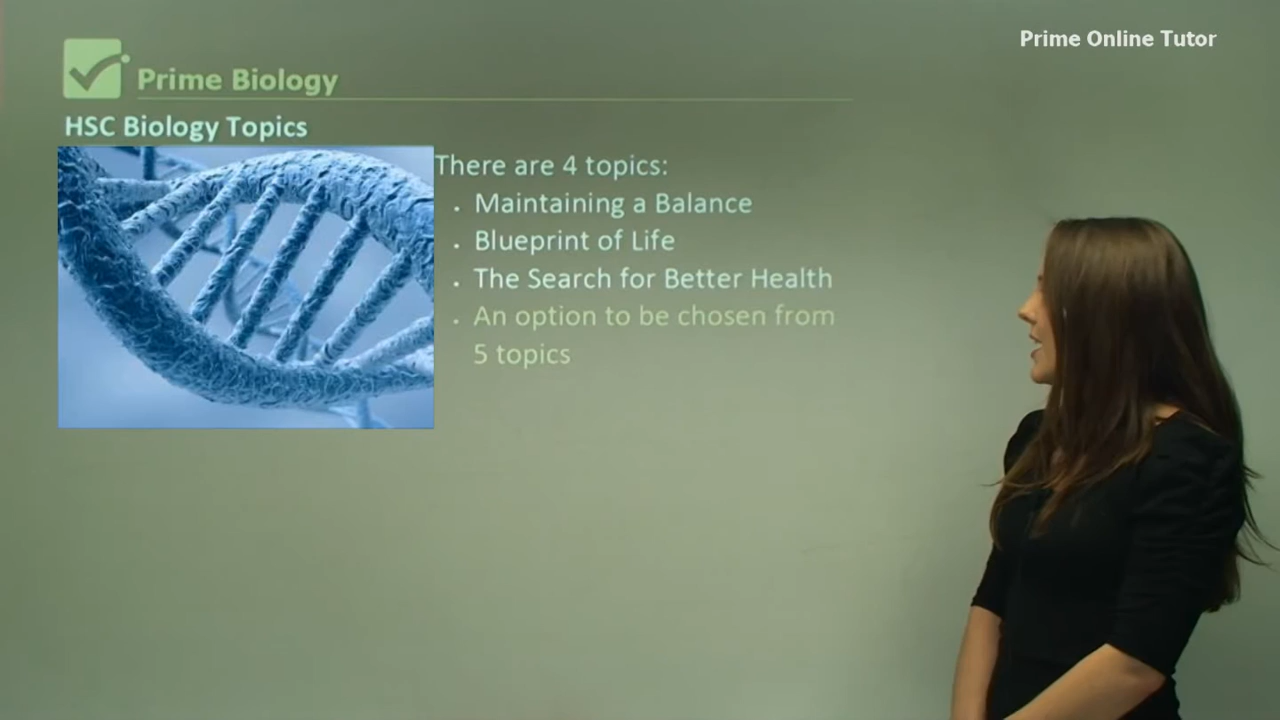 Prime Online Tutor
Prime Biology
HSC Biology Topics
There are 4 topics:
. Maintaining a Balance
. Blueprint of Life
. The Search for Better Health
. An option to be chosen from
5 topics